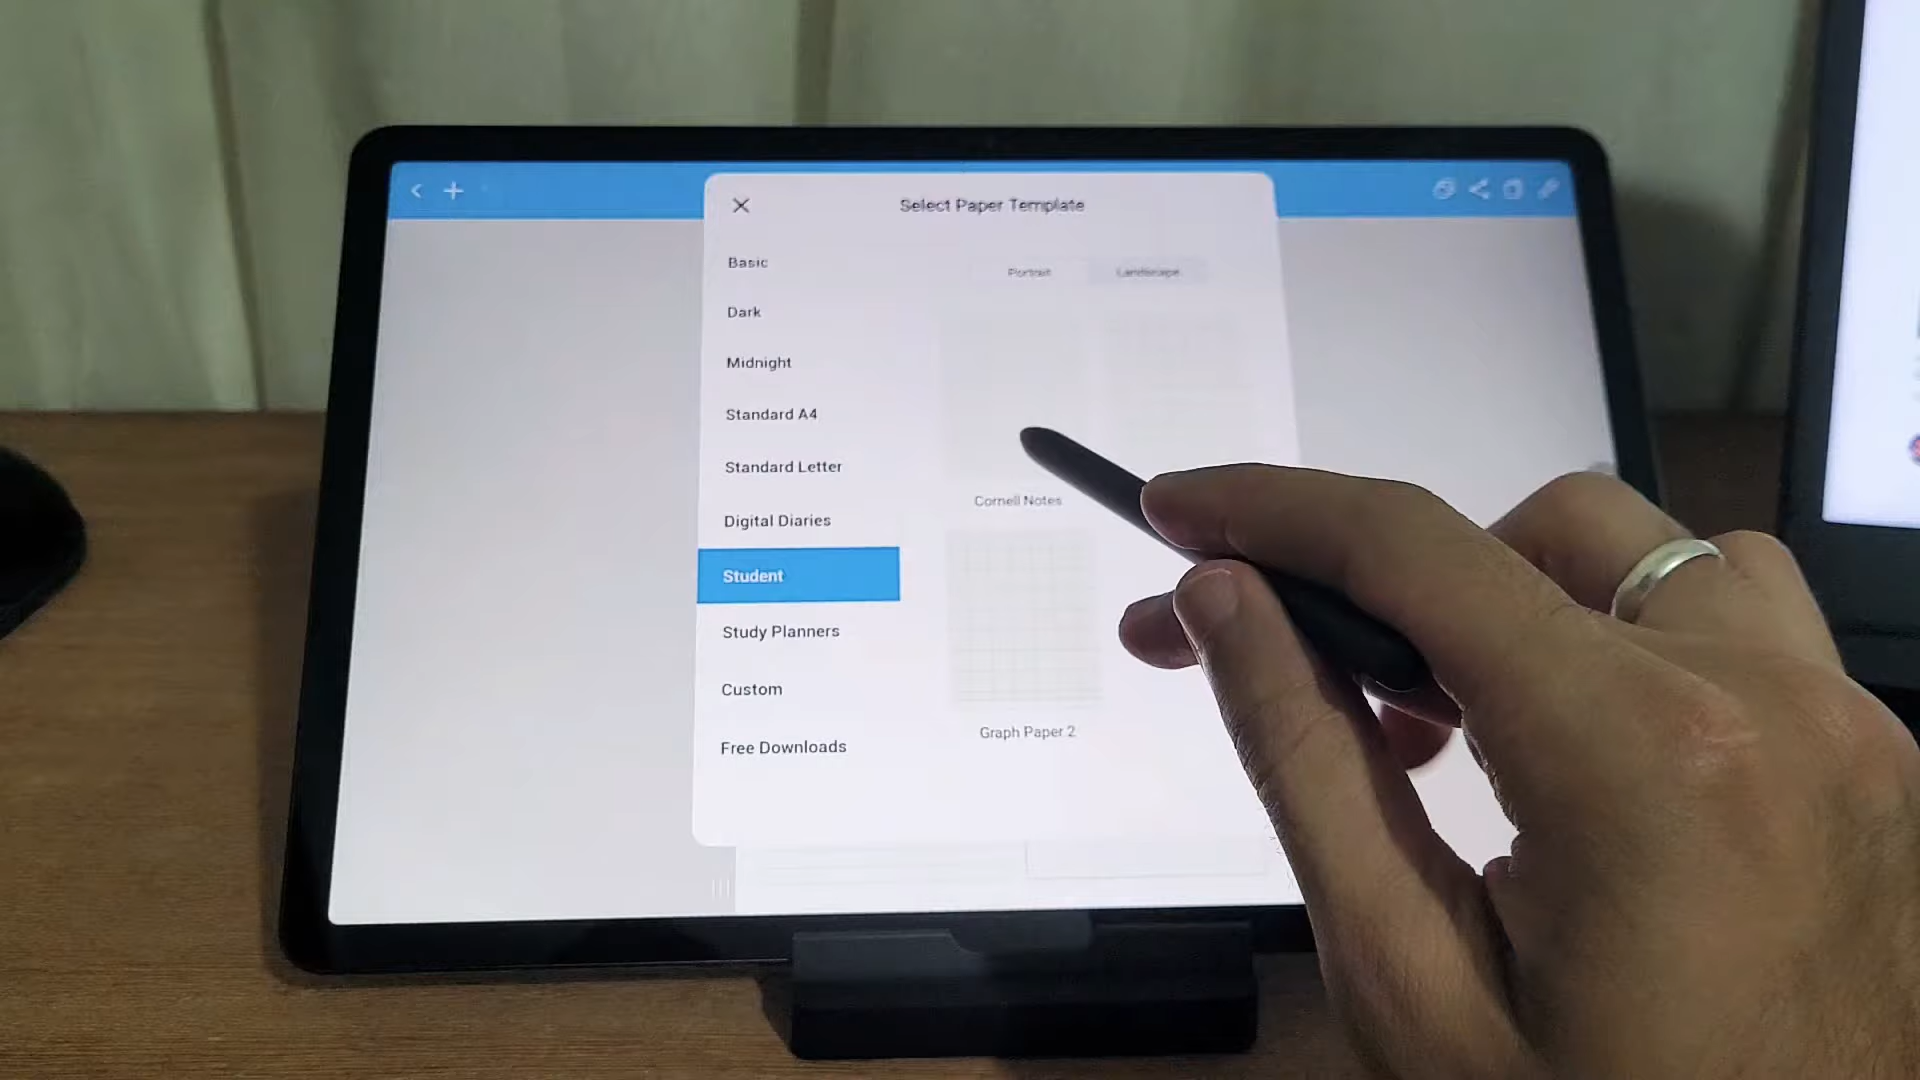 Select Paper Template
Basic
Portrait
Landscape
Dark
Midnight
Standard A4
Standard Letter
Cornell Notes
Digital Diaries
Student
Study Planners
Custom
Graph Paper 2
Free Downloads